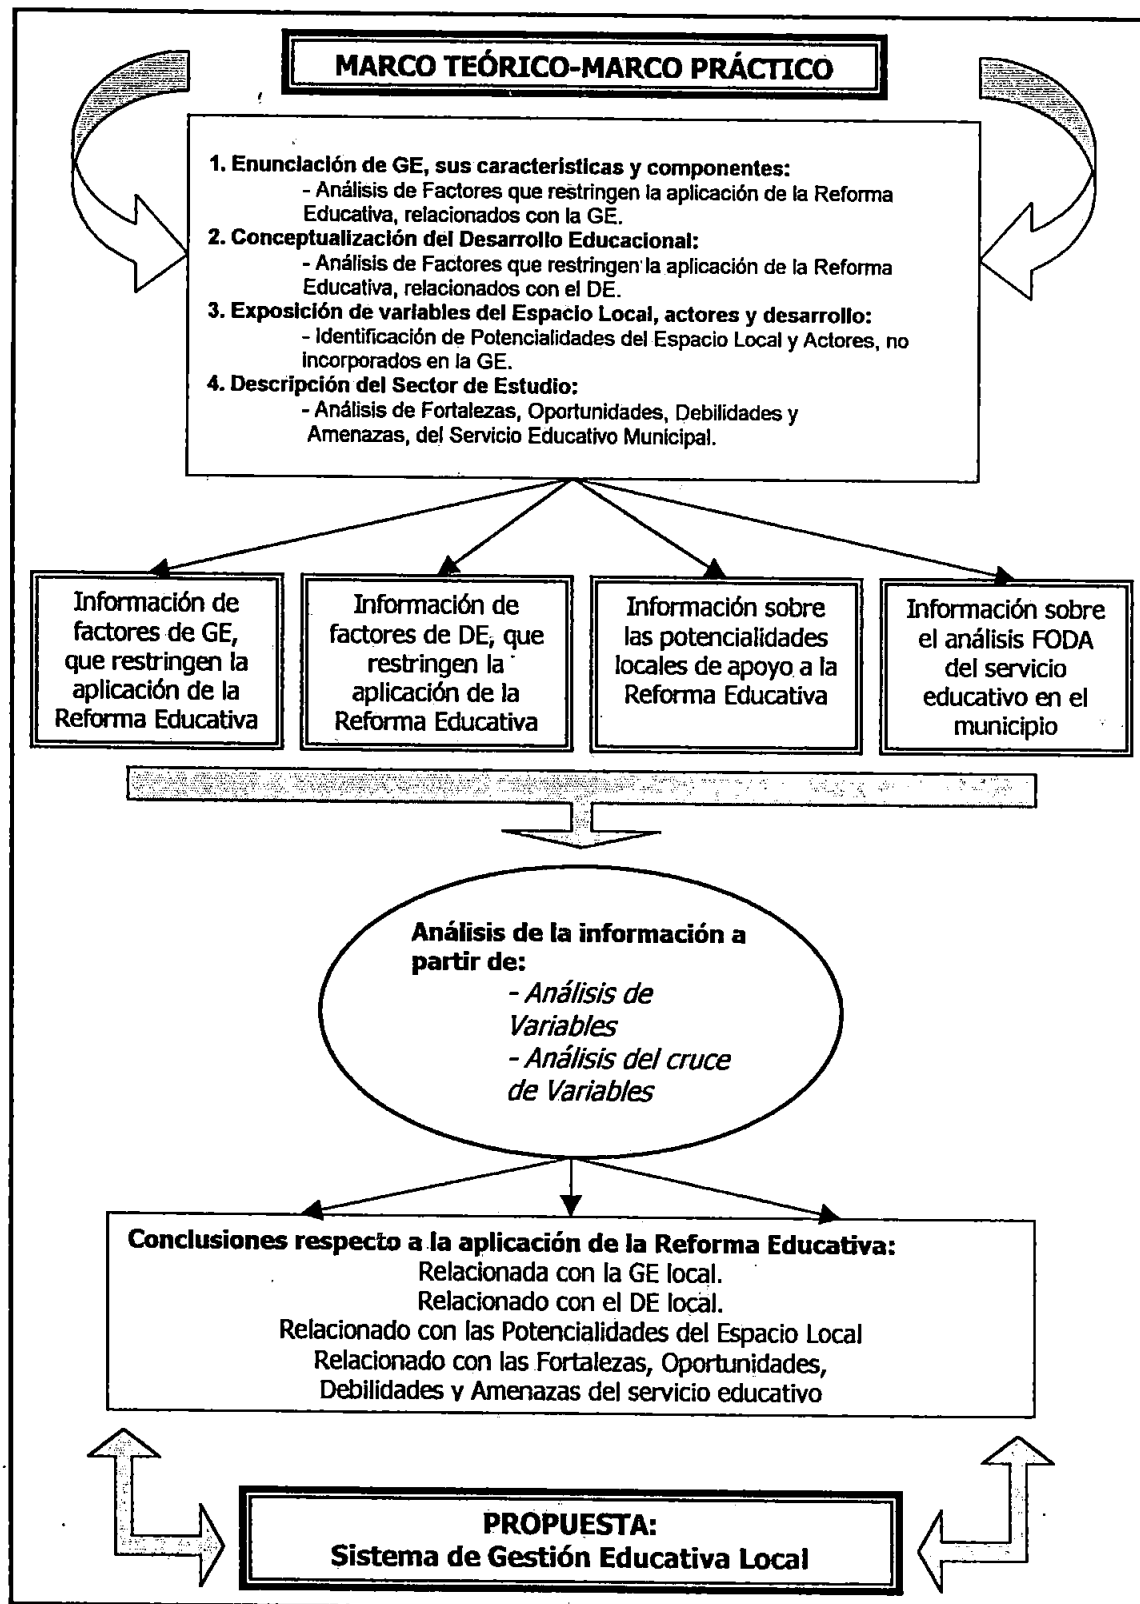 MARCO TEÓRICO-MARCO PRÁCTICO
1. Enunciación de GE, sus características y componentes:
- Análisis de Factores que restringen la aplicación de la Reforma
Educativa, relacionados con la GE.
2. Conceptualización del Desarrollo Educacional:
- Análisis de Factores que restringen la aplicación de la Reforma
Educativa, relacionados con el DE.
3. Exposición de variables del Espacio Local, actores y desarrollo:
- Identificación de Potencialidades del Espacio Local y Actores, no
incorporados en la GE.
4. Descripción del Sector de Estudio:
- Análisis de Fortalezas, Oportunidades, Debilidades y
Amenazas, del Servicio Educativo Municipal.
Información de
factores de GE,
que restringen la
aplicación de la
Reforma Educativa
Información de
factores de DE, que
restringen la
aplicación de la
Reforma Educativa
Información sobre
las potencialidades
locales de apoyo a la
Reforma Educativa
Información sobre
el análisis FODA
del servicio
educativo en el
municipio
Análisis de la información a
partir de:
- Análisis de
Variables
- Análisis del cruce
de Variables
Conclusiones respecto a la aplicación de la Reforma Educativa:
Relacionada con la GE local.
Relacionado con el DE local.
Relacionado con las Potencialidades del Espacio Local
Relacionado con las Fortalezas, Oportunidades,
Debilidades y Amenazas del servicio educativo
PROPUESTA:
Sistema de Gestión Educativa Local